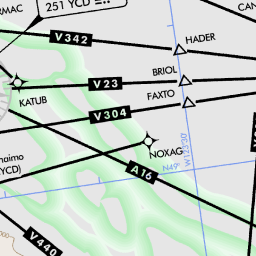 RMAC
251 YCD
CAN
V342
HADER
BRIOL
V23
KATUB
FAXTO
V304
W123°30'
NOXAG
naimo
YCD)
N49°
A16
V440